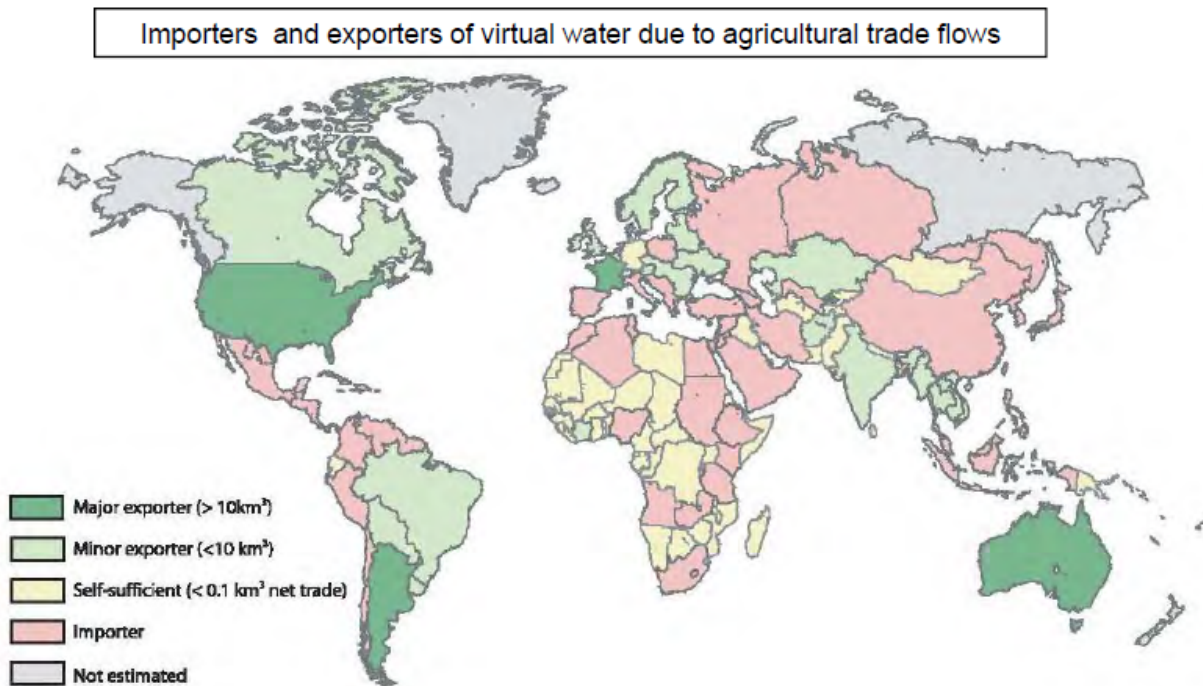 Importers and exporters of virtual water due to agricultural trade flows
Major exporter (> 10km³)
Minor exporter (<10 km³)
Self-sufficient (< 0.1 km³ net trade)
Importer
Not estimated